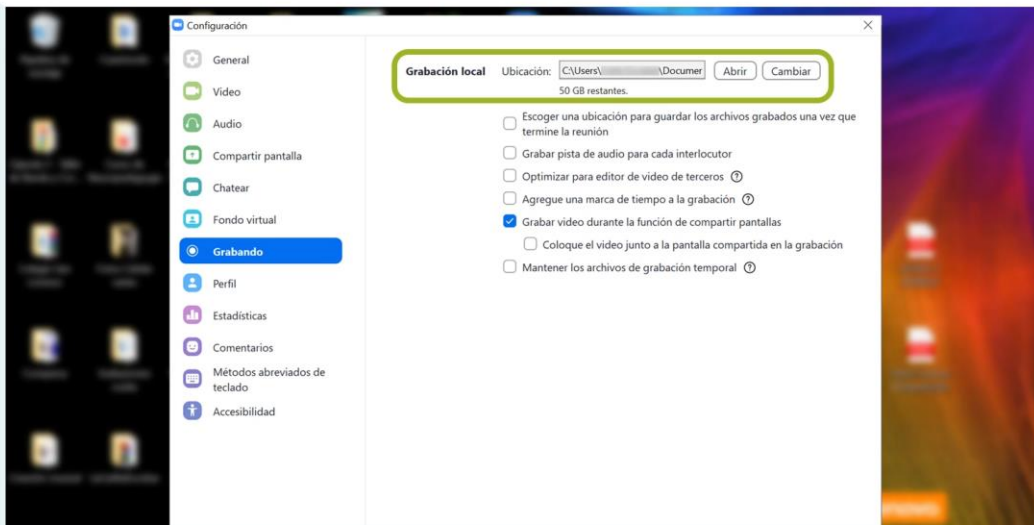 Configuración
General
Video
Audio
Compartir pantalla
Chatear
Fondo virtual
Grabando
Perfil
Estadísticas
Comentarios
Métodos abreviados de
teclado
Accesibilidad
Grabación local Ubicación: C:\Users\ \Documer Abrir Cambiar
50 GB restantes.
Escoger una ubicación para guardar los archivos grabados una vez que
termine la reunión
Grabar pista de audio para cada interlocutor
Optimizar para editor de video de terceros
Agregue una marca de tiempo a la grabación
Grabar video durante la función de compartir pantallas
Coloque el video junto a la pantalla compartida en la grabación
Mantener los archivos de grabación temporal